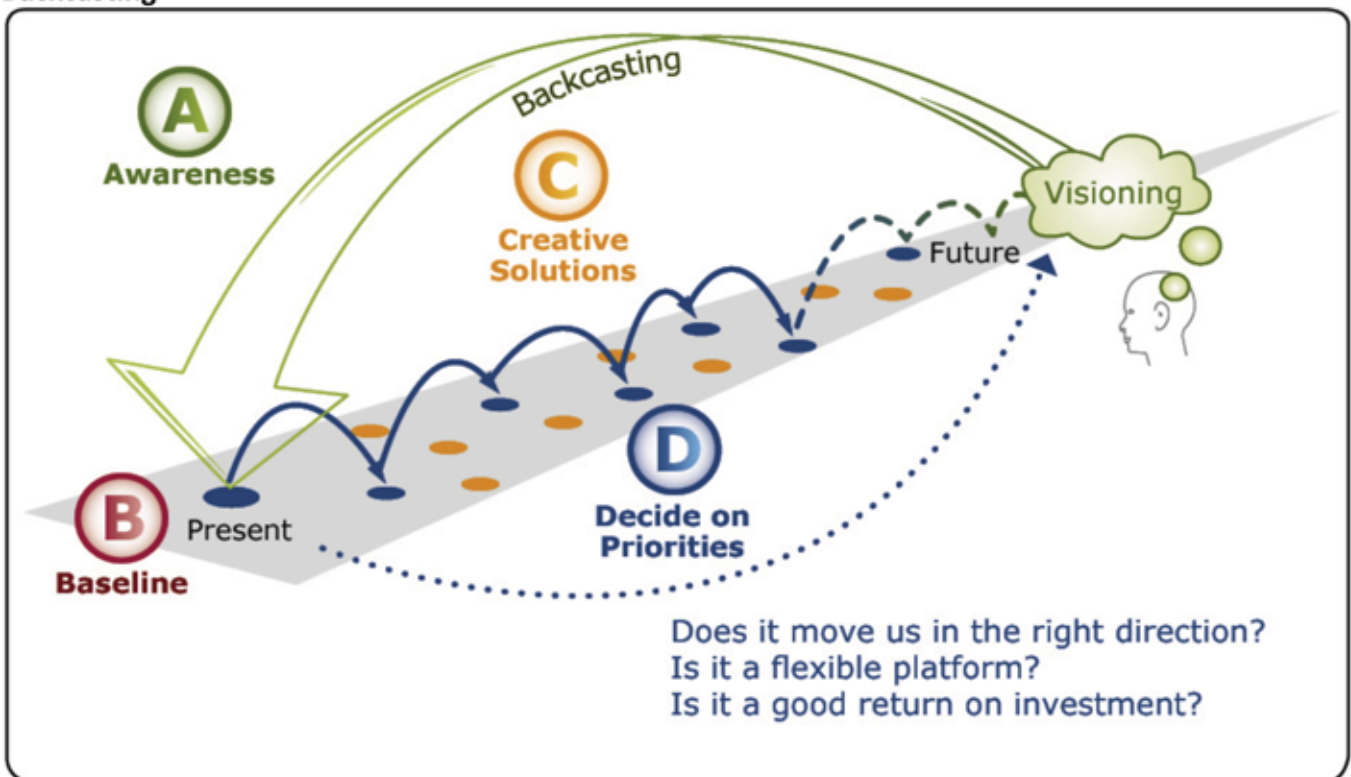 Backcasting
Backcasting
A
Awareness
C
Creative
Solutions
Visioning
Future
D
Decide on
Priorities
B
Present
Baseline
Does it move us in the right direction?
Is it a flexible platform?
Is it a good return on investment?